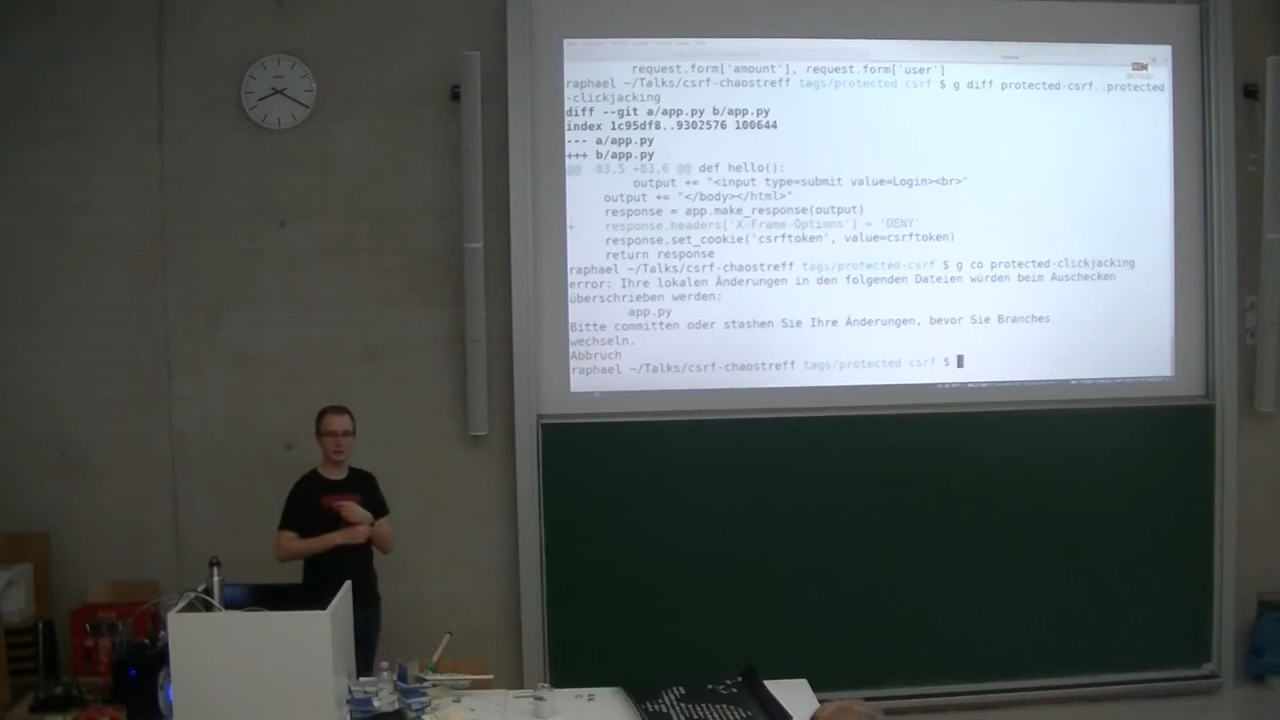 request.form['amount'], request.form['user']
raphael ~/Talks/csrf-chaostreff tags/protected-csrf $ g diff protected-csrf..protected
-clickjacking
diff --git a/app.py b/app.py
index 1c95df8..9302576 100644
--- a/app.py
+++ b/app.py
@@ -83,5 +83,6 @@ def hello():
output += "<input type=submit value=Login><br>"
output += "</body></html>"
response = app.make_response(output)
+ response.headers['X-Frame-Options'] = 'DENY'
response.set_cookie('csrftoken', value=csrftoken)
return response
raphael ~/Talks/csrf-chaostreff tags/protected-csrf $ g co protected-clickjacking
error: Ihre lokalen Änderungen in den folgenden Dateien würden beim Auschecken
überschrieben werden:
app.py
Bitte committen oder stashen Sie Ihre Änderungen, bevor Sie Branches
wechseln.
Abbruch
raphael ~/Talks/csrf-chaostreff tags/protected-csrf $